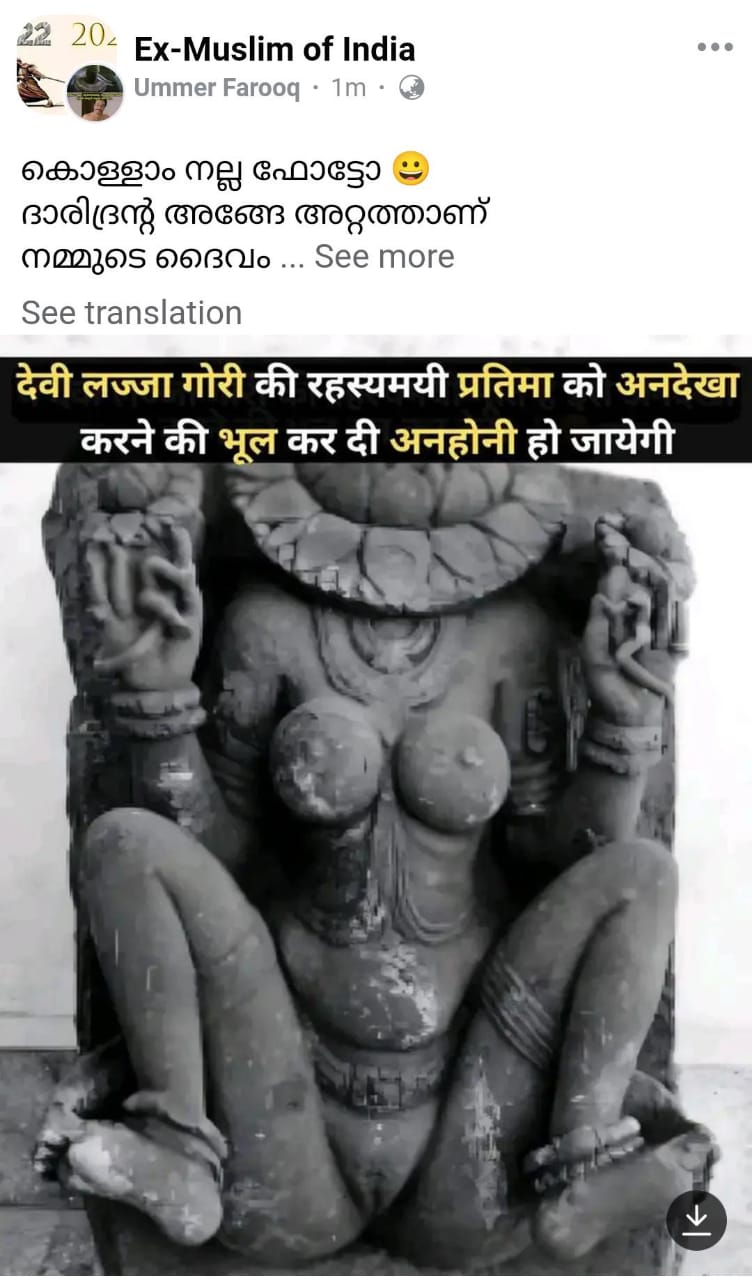 22 202
Ex-Muslim of India
Ummer Farooq · 1m ·
കൊള്ളാം നല്ല ഫോട്ടോ 😀
ദാരിദ്രന്റ അങ്ങേ അറ്റത്താണ്
നമ്മുടെ ദൈവം ... See more
See translation
देवी लज्जा गोरी की रहस्यमयी प्रतिमा को अनदेखा
करने की भूल कर दी अनहोनी हो जायेगी